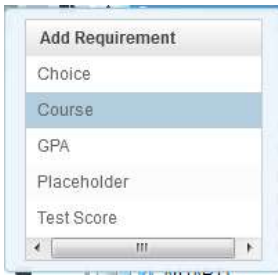 Add Requirement
Choice
Course
GPA
Placeholder
Test Score